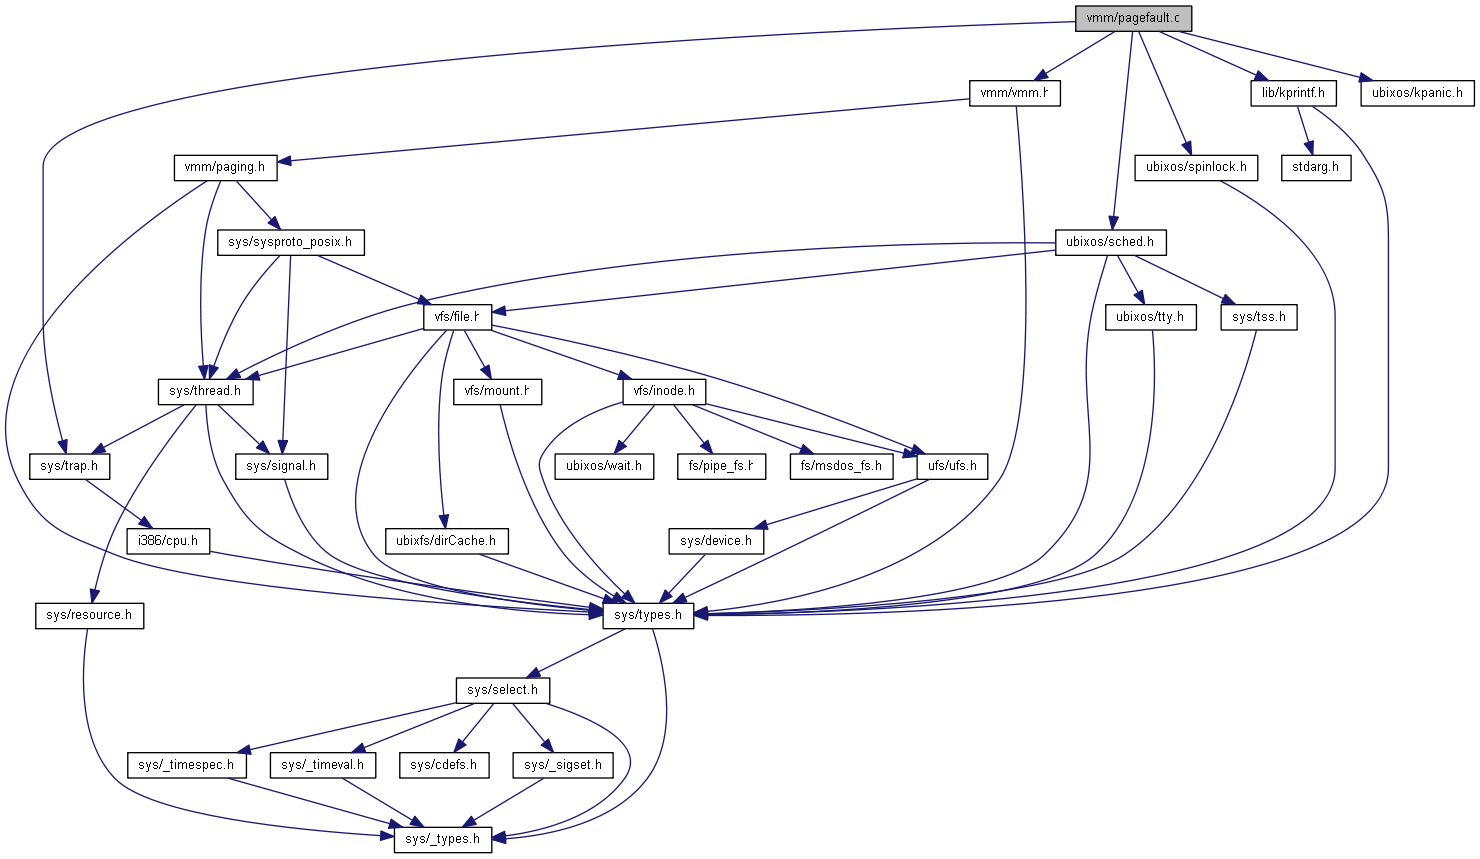 vmm/pagefault.c
vmm/vmm.h
lib/kprintf.h
ubixos/kpanic.h
vmm/paging.h
ubixos/spinlock.h
stdarg.h
sys/sysproto_posix.h
ubixos/sched.h
vfs/file.h
ubixos/tty.h
sys/tss.h
sys/thread.h
vfs/mount.h
vfs/inode.h
sys/trap.h
sys/signal.h
ubixos/wait.h
fs/pipe_fs.h
fs/msdos_fs.h
ufs/ufs.h
i386/cpu.h
ubixfs/dirCache.h
sys/device.h
sys/resource.h
sys/types.h
sys/select.h
sys/_timespec.h
sys/_timeval.h
sys/cdefs.h
sys/_sigset.h
sys/_types.h